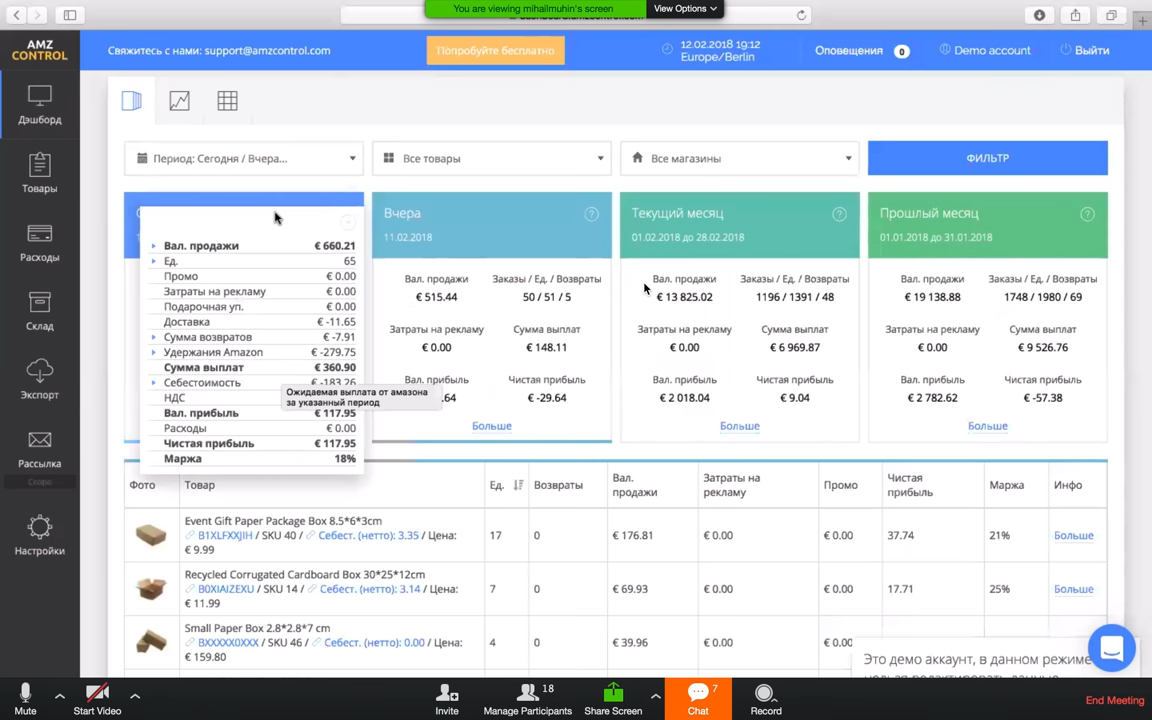 You are viewing mihailmuhin's screen
View Options
AMZ
CONTROL
Свяжитесь с нами: support@amzcontrol.com
Попробуйте бесплатно
12.02.2018 19:12
Europe/Berlin
Оповещения 0
Demo account
Выйти
Дэшборд
Товары
Расходы
Склад
Экспорт
Рассылка
Скоро
Настройки
Период: Сегодня / Вчера...
Все товары
Все магазины
ФИЛЬТР
Вал. продажи € 660.21
Ед. 65
Промо € 0.00
Затраты на рекламу € 0.00
Подарочная уп. € 0.00
Доставка € -11.65
Сумма возвратов € -7.91
Удержания Amazon € -279.75
Сумма выплат € 360.90
Себестоимость € -183.26
НДС
Вал. прибыль € 117.95
Расходы € 0.00
Чистая прибыль € 117.95
Маржа 18%
Ожидаемая выплата от амазона
за указанный период
Вчера ?
11.02.2018
Вал. продажи Заказы / Ед. / Возвраты
€ 515.44 50 / 51 / 5
Затраты на рекламу Сумма выплат
€ 0.00 € 148.11
Чистая прибыль
.64 € -29.64
Больше
Текущий месяц ?
01.02.2018 до 28.02.2018
Вал. продажи Заказы / Ед. / Возвраты
€ 13 825.02 1196 / 1391 / 48
Затраты на рекламу Сумма выплат
€ 0.00 € 6 969.87
Вал. прибыль Чистая прибыль
€ 2 018.04 € 9.04
Больше
Прошлый месяц ?
01.01.2018 до 31.01.2018
Вал. продажи Заказы / Ед. / Возвраты
€ 19 138.88 1748 / 1980 / 69
Затраты на рекламу Сумма выплат
€ 0.00 € 9 526.76
Вал. прибыль Чистая прибыль
€ 2 782.62 € -57.38
Больше
Фото Товар Ед. Возвраты Вал. продажи Затраты на рекламу Промо Чистая прибыль Маржа Инфо
Event Gift Paper Package Box 8.5*6*3cm
B1XLFXXJIH / SKU 40 / Себест. (нетто): 3.35 / Цена:
€ 9.99
17 0 € 176.81 € 0.00 € 0.00 37.74 21% Больше
Recycled Corrugated Cardboard Box 30*25*12cm
B0XIAIZEXU / SKU 14 / Себест. (нетто): 3.14 / Цена:
€ 11.99
7 0 € 69.93 € 0.00 € 0.00 17.71 25% Больше
Small Paper Box 2.8*2.8*7 cm
BXXXXX0XXX / SKU 46 / Себест. (нетто): 0.00 / Цена:
€ 159.80
4 0 € 39.96 € 0.00 € 0.00
Это демо аккаунт, в данном режиме
Mute
Start Video
Invite
18
Manage Participants
Share Screen
7
Chat
Record
End Meeting